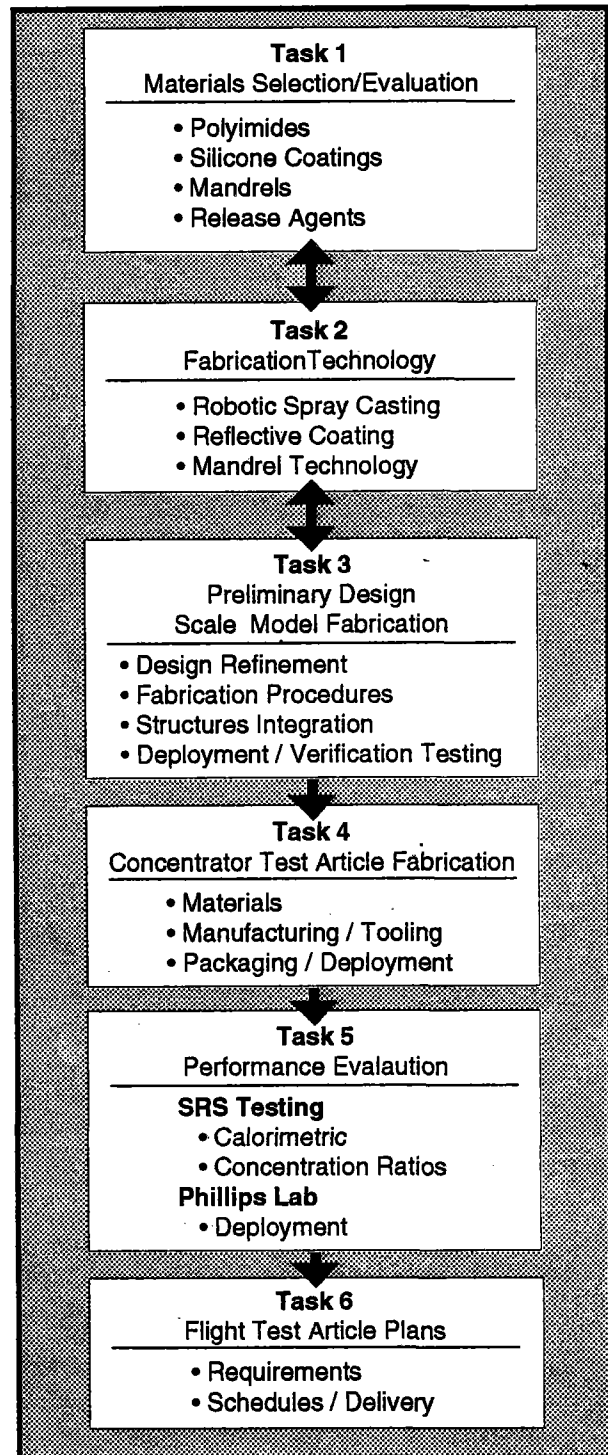 Task 1
Materials Selection/Evaluation
• Polyimides
• Silicone Coatings
• Mandrels
• Release Agents
Task 2
FabricationTechnology
• Robotic Spray Casting
• Reflective Coating
• Mandrel Technology
Task 3
Preliminary Design
Scale Model Fabrication
• Design Refinement
• Fabrication Procedures
• Structures Integration
• Deployment / Verification Testing
Task 4
Concentrator Test Article Fabrication
• Materials
• Manufacturing / Tooling
• Packaging / Deployment
Task 5
Performance Evalaution
SRS Testing
• Calorimetric
• Concentration Ratios
Phillips Lab
• Deployment
Task 6
Flight Test Article Plans
• Requirements
• Schedules / Delivery